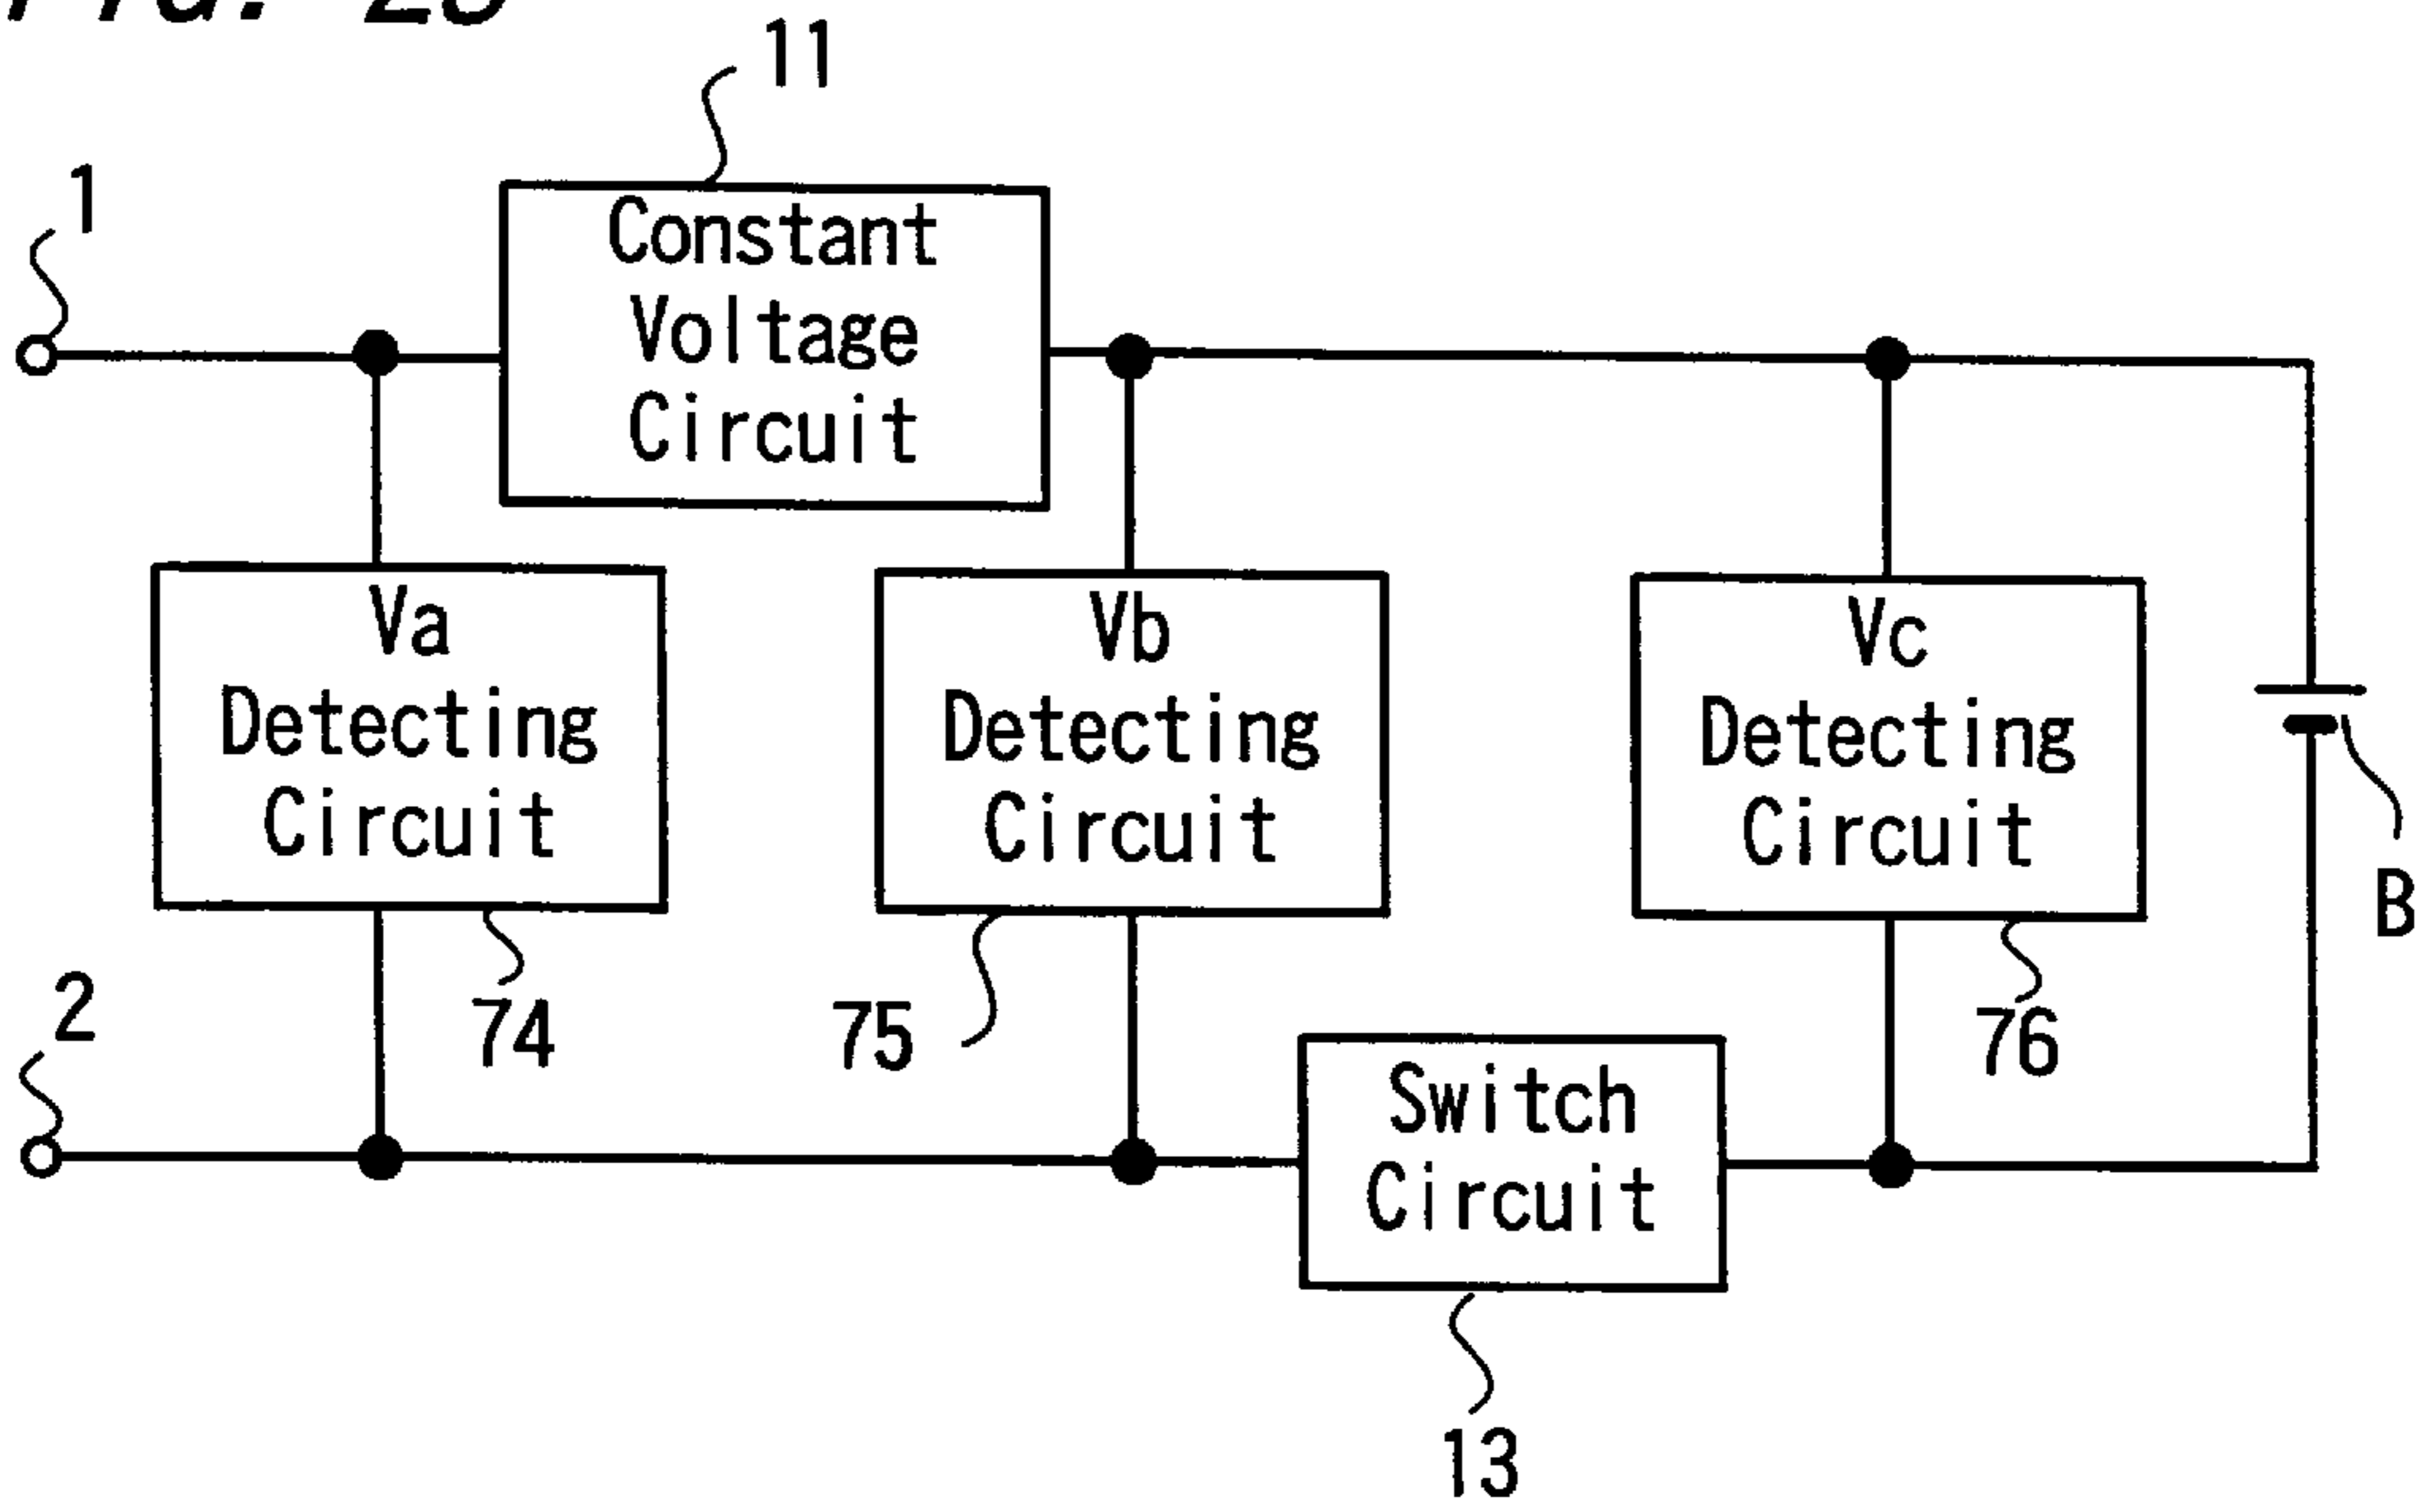 FIG.
11
1
Constant
Voltage
Circuit
Va
Detecting
Circuit
Vb
Detecting
Circuit
Vc
Detecting
Circuit
B
2
74
75
76
Switch
Circuit
13